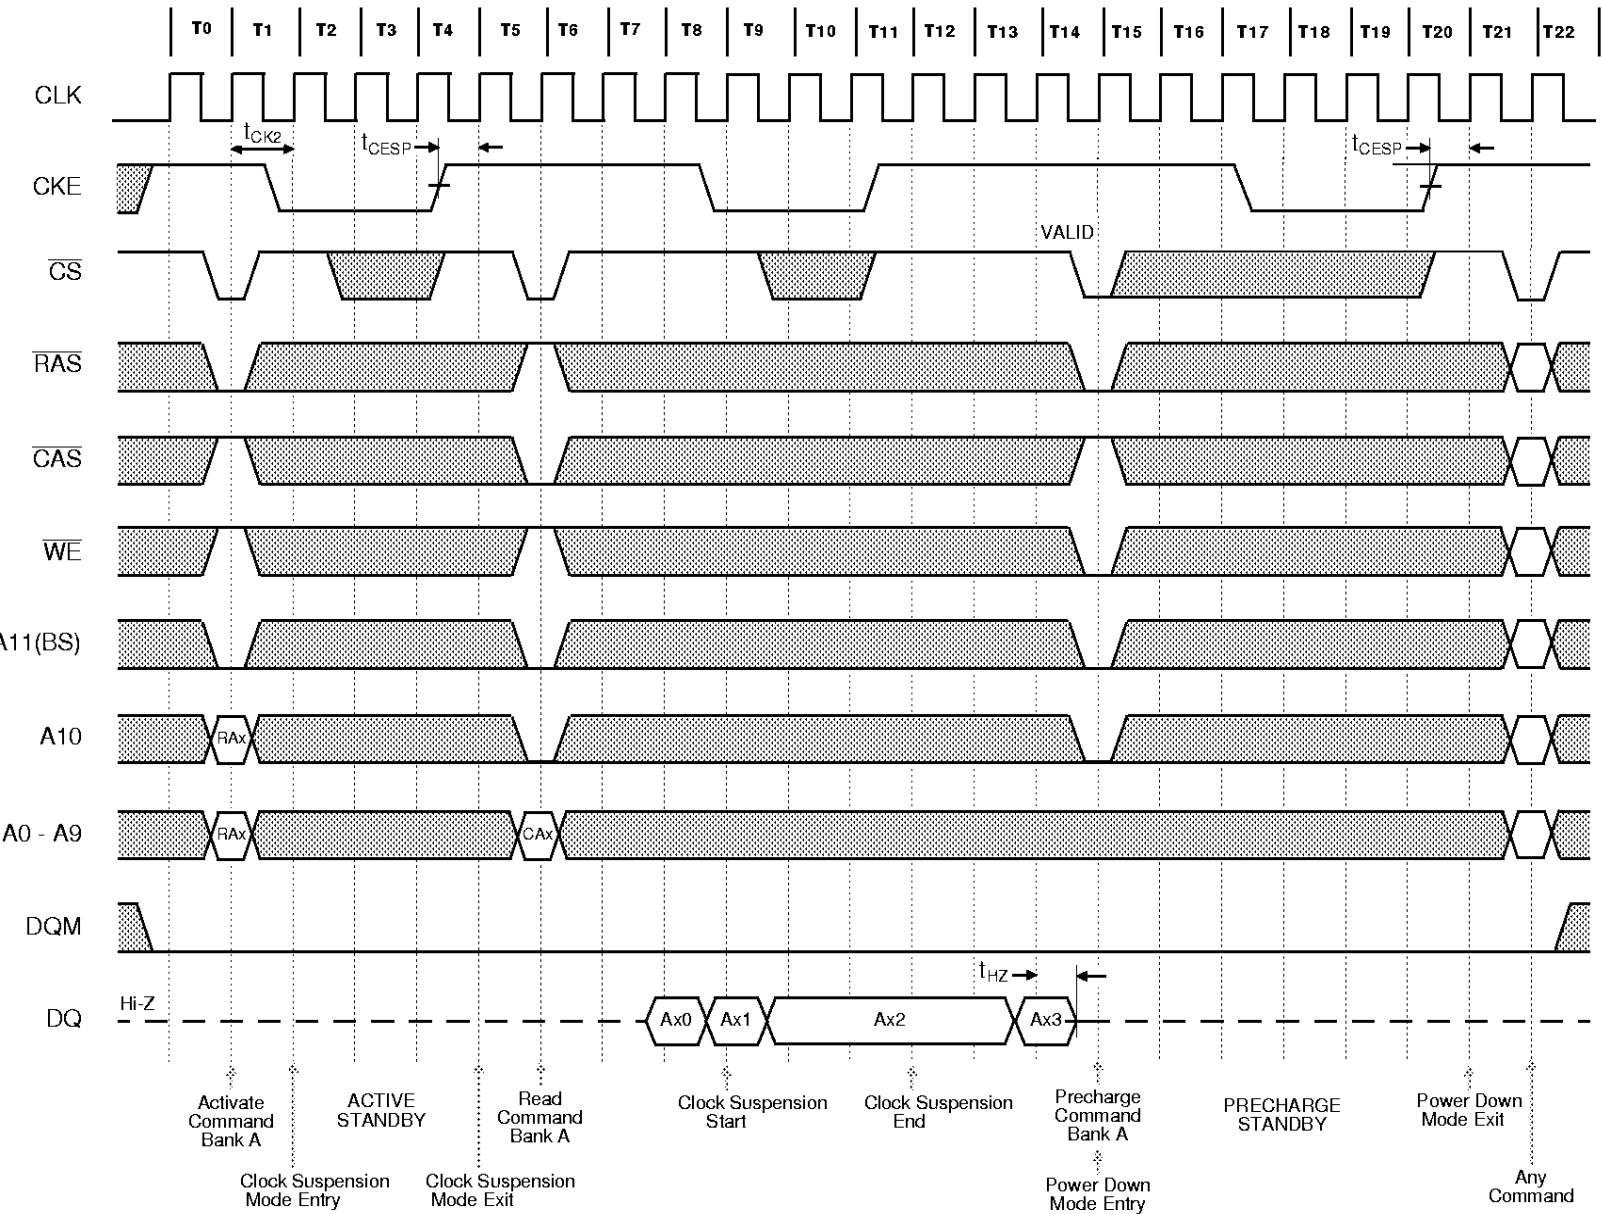 T0 T1 T2 T3 T4 T5 T6 T7 T8 T9 T10 T11 T12 T13 T14 T15 T16 T17 T18 T19 T20 T21 T22
CLK
tCK2
tCESP
tCESP
CKE
VALID
CS
RAS
CAS
WE
A11(BS)
A10
RAx
A0 - A9
RAx
CAx
DQM
tHZ
Hi-Z
DQ
Ax0
Ax1
Ax2
Ax3
Activate
Command
Bank A
ACTIVE
STANDBY
Read
Command
Bank A
Clock Suspension
Start
Clock Suspension
End
Precharge
Command
Bank A
PRECHARGE
STANDBY
Power Down
Mode Exit
Clock Suspension
Mode Entry
Clock Suspension
Mode Exit
Power Down
Mode Entry
Any
Command